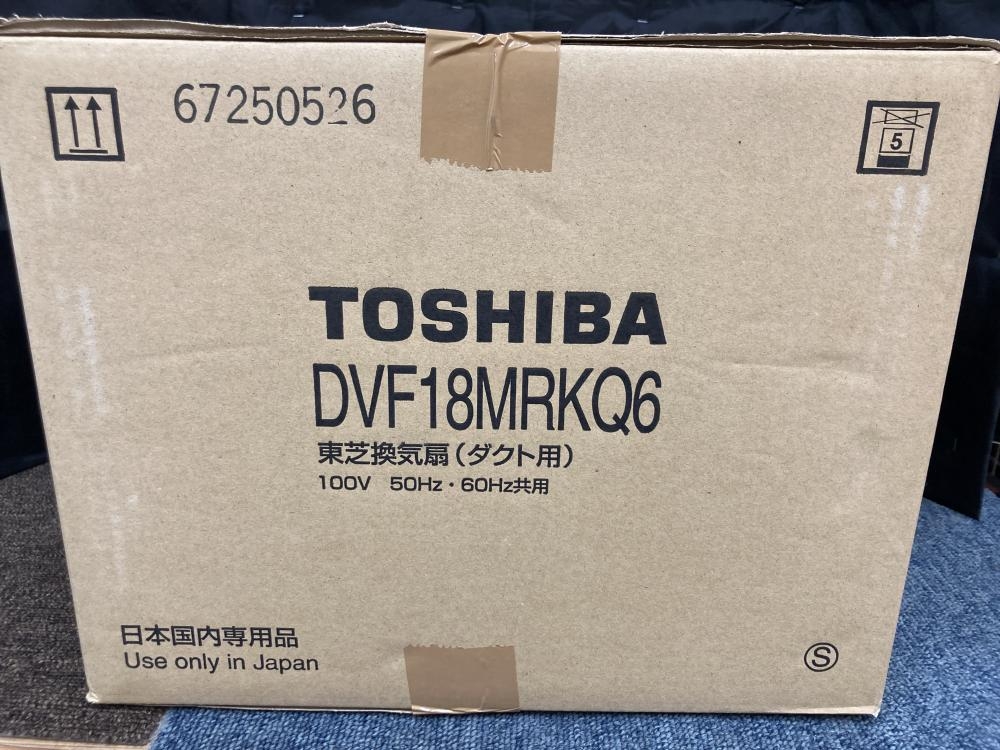 67250526
5
TOSHIBA
DVF18MRKQ6
東芝換気扇(ダクト用)
100V 50Hz・60Hz共用
日本国内専用品
Use only in Japan
Ⓢ